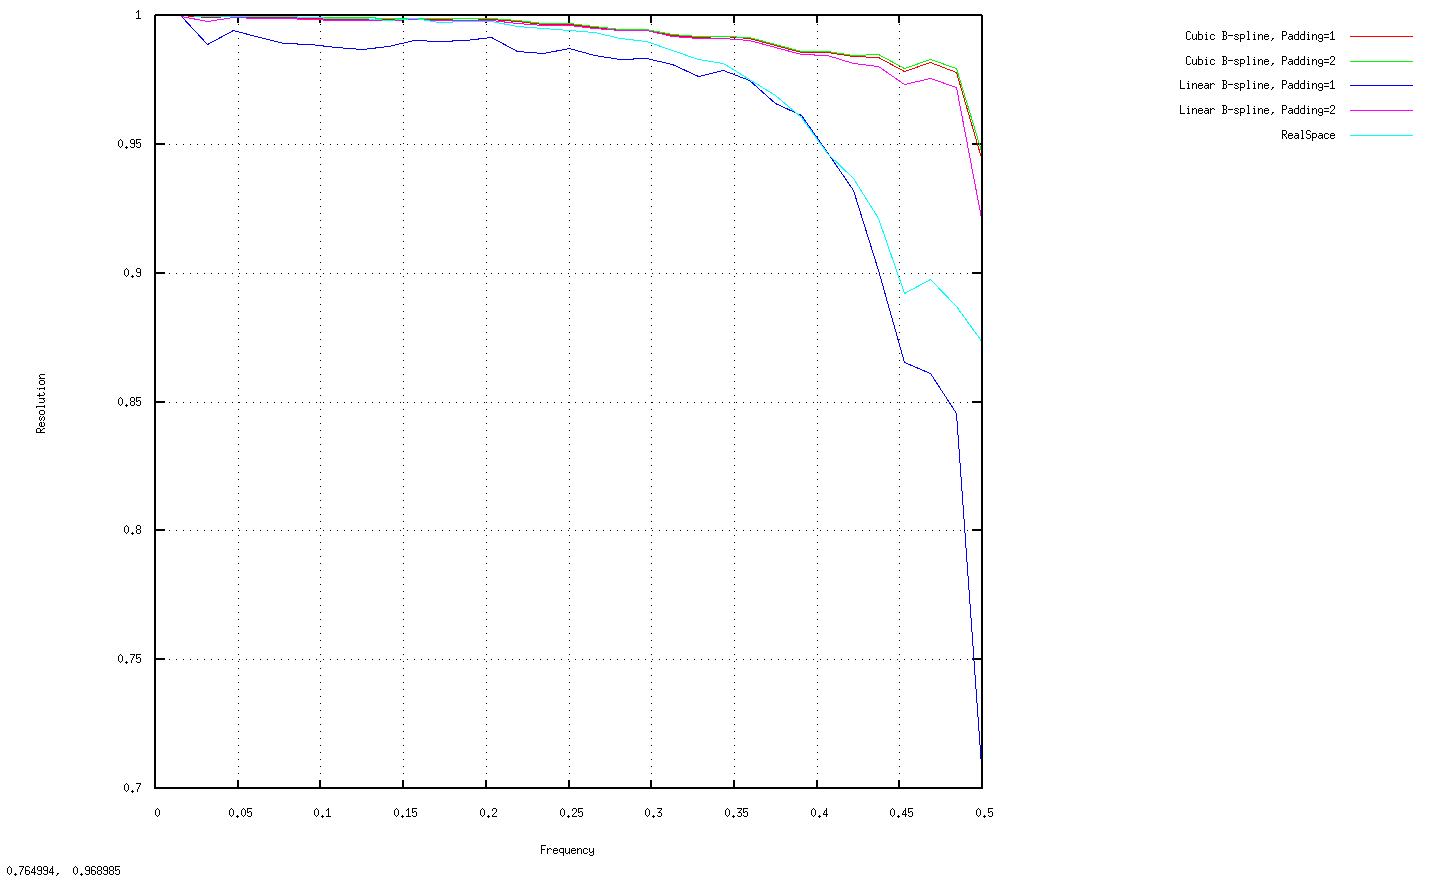 1
0.95
0.9
0.85
0.8
0.75
0.7
0 0.05 0.1 0.15 0.2 0.25 0.3 0.35 0.4 0.45 0.5
Resolution
Frequency
Cubic B-spline, Padding=1
Cubic B-spline, Padding=2
Linear B-spline, Padding=1
Linear B-spline, Padding=2
RealSpace
0.764994, 0.968985